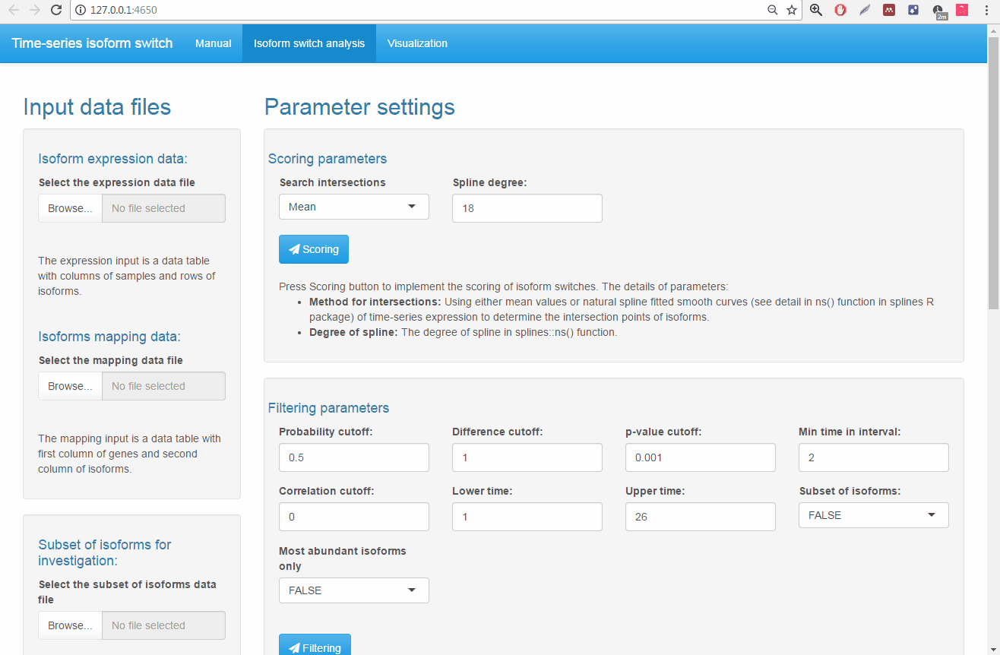 127.0.0.1:4650
2m
Time-series isoform switch
Manual
Isoform switch analysis
Visualization
Input data files
Isoform expression data:
Select the expression data file
Browse...
No file selected
The expression input is a data table
with columns of samples and rows of
isoforms.
Isoforms mapping data:
Select the mapping data file
Browse...
No file selected
The mapping input is a data table with
first column of genes and second
column of isoforms.
Subset of isoforms for
investigation:
Select the subset of isoforms data
file
Browse...
No file selected
Parameter settings
Scoring parameters
Search intersections
Spline degree:
Mean
18
Scoring
Press Scoring button to implement the scoring of isoform switches. The details of parameters:
• Method for intersections: Using either mean values or natural spline fitted smooth curves (see detail in ns() function in splines R
package) of time-series expression to determine the intersection points of isoforms.
• Degree of spline: The degree of spline in splines::ns() function.
Filtering parameters
Probability cutoff:
Difference cutoff:
p-value cutoff:
Min time in interval:
0.5
1
0.001
2
Correlation cutoff:
Lower time:
Upper time:
Subset of isoforms:
0
1
26
FALSE
Most abundant isoforms
only
FALSE
Filtering